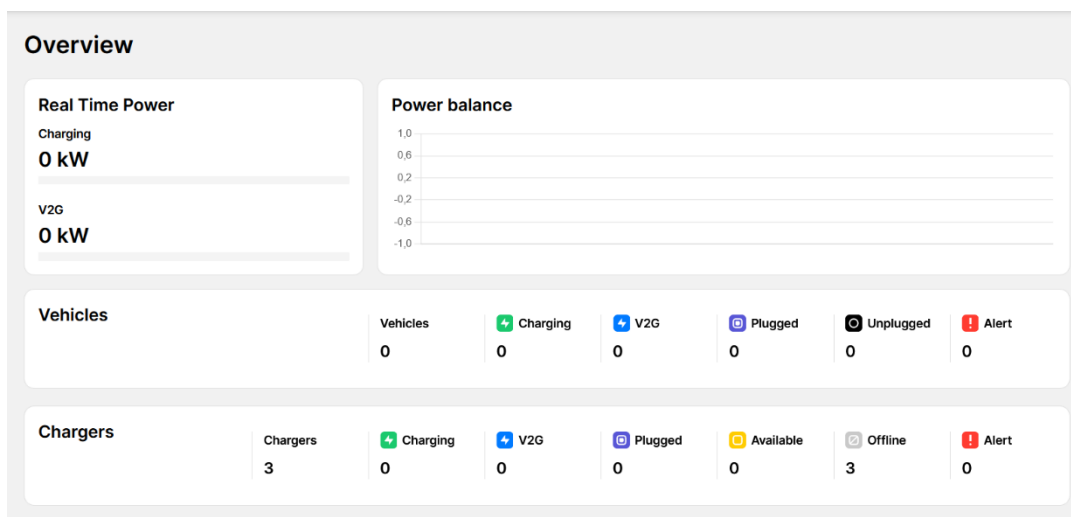 Overview
Real Time Power
Charging
0 kW
V2G
0 kW
Power balance
1,0
0,6
0,2
-0,2
-0,6
-1,0
Vehicles
Vehicles Charging V2G Plugged Unplugged Alert
0 0 0 0 0 0
Chargers
Chargers Charging V2G Plugged Available Offline Alert
3 0 0 0 0 3 0